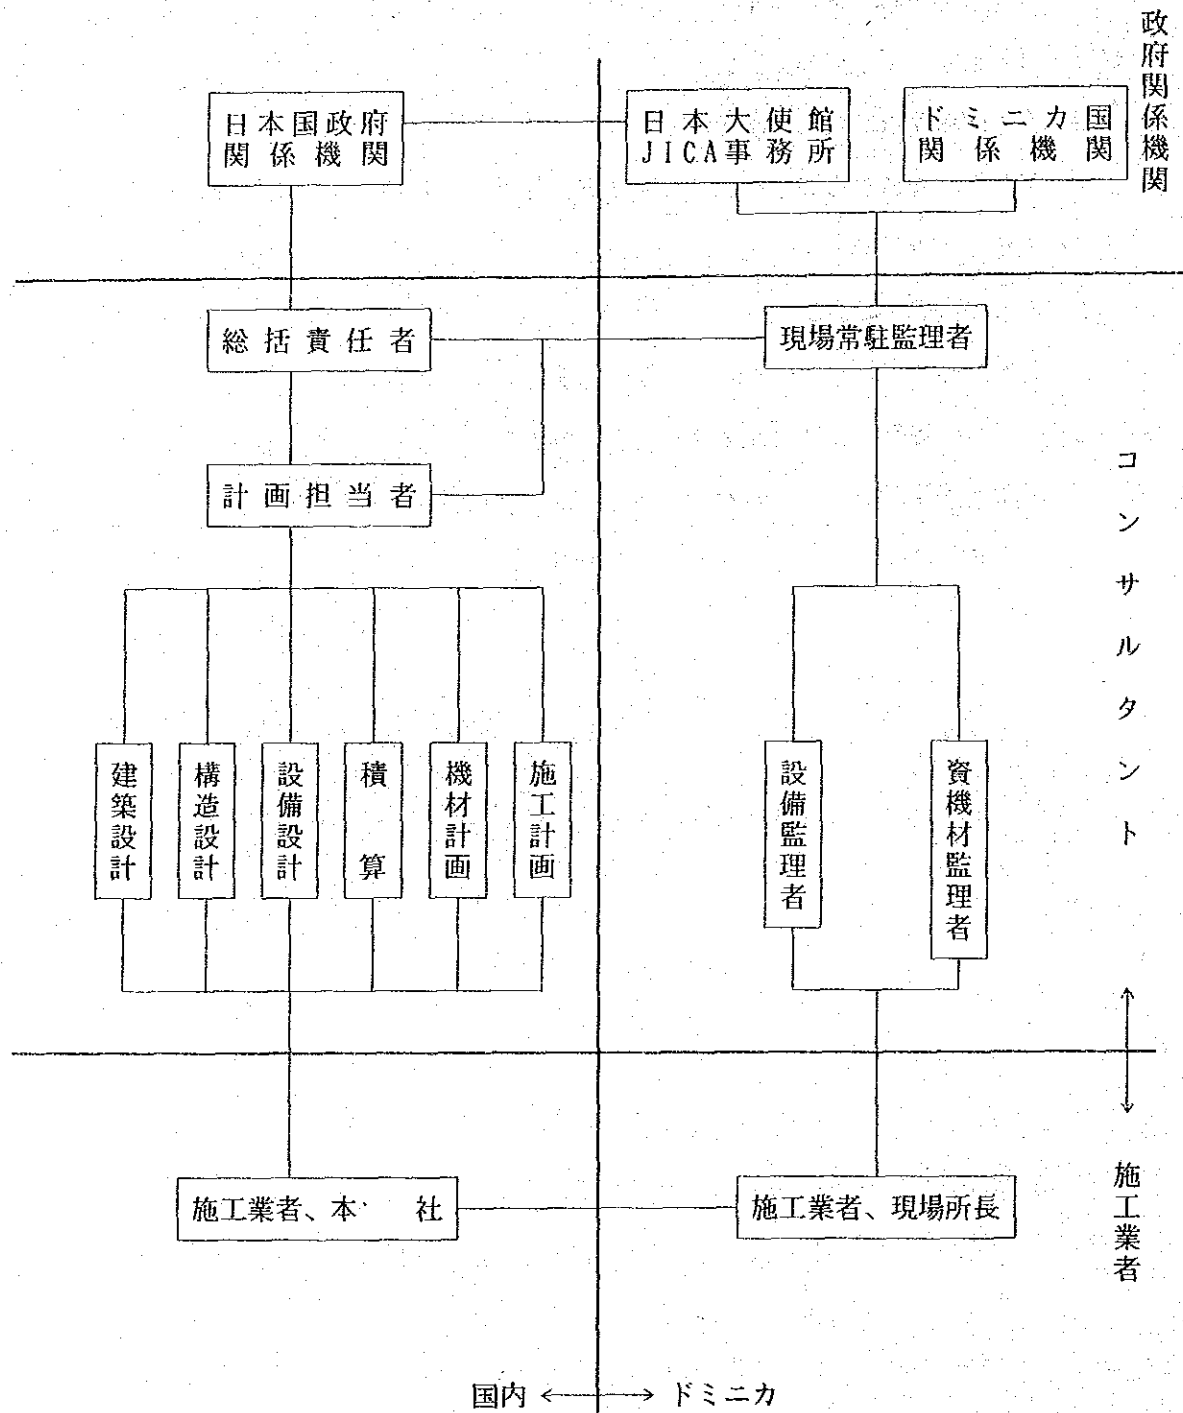 政府関係機関
日本国政府
関係機関
日本大使館
JICA事務所
ドミニカ国
関係機関
総括責任者
現場常駐監理者
計画担当者
コンサルタント
建築設計
構造設計
設備設計
積算
機材計画
施工計画
設備監理者
資機材監理者
施工業者、本社
施工業者、現場所長
施工業者
国内 ←→ ドミニカ